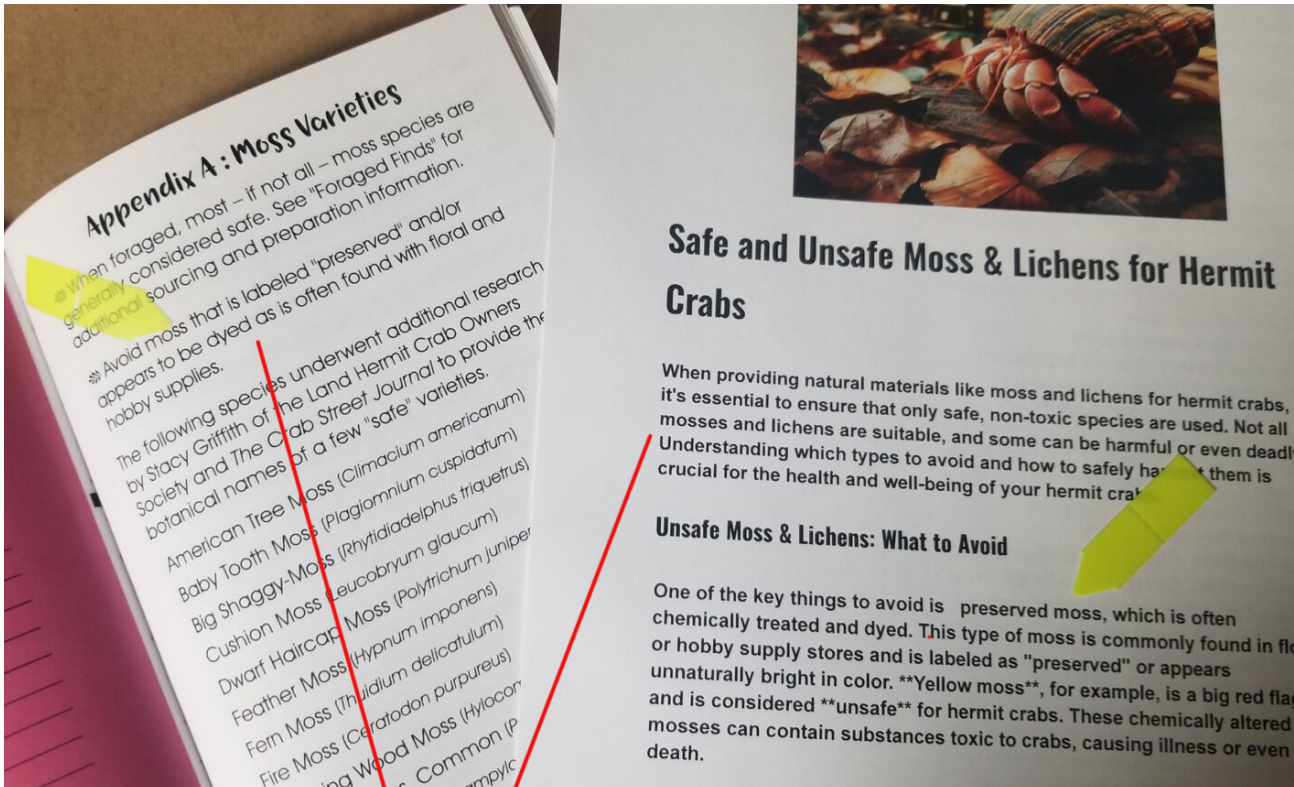 Appendix A : Moss Varieties
❊ When foraged, most – if not all – moss species are
generally considered safe. See "Foraged Finds" for
additional sourcing and preparation information.
❊ Avoid moss that is labeled "preserved" and/or
appears to be dyed as is often found with floral and
hobby supplies.
The following species underwent additional research
by Stacy Griffith of the Land Hermit Crab Owners
Society and The Crab Street Journal to provide the
botanical names of a few "safe" varieties.
American Tree Moss (Climacium americanum)
Baby Tooth Moss (Plagiomnium cuspidatum)
Big Shaggy-Moss (Rhytidiadelphus triquetrus)
Cushion Moss (Leucobryum glaucum)
Dwarf Haircap Moss (Polytrichum juniper
Feather Moss (Hypnum imponens)
Fern Moss (Thuidium delicatulum)
Fire Moss (Ceratodon purpureus)
Wood Moss (Hylocom
Common (P
Safe and Unsafe Moss & Lichens for Hermit
Crabs
When providing natural materials like moss and lichens for hermit crabs,
it's essential to ensure that only safe, non-toxic species are used. Not all
mosses and lichens are suitable, and some can be harmful or even deadly
Understanding which types to avoid and how to safely them is
crucial for the health and well-being of your hermit
Unsafe Moss & Lichens: What to Avoid
One of the key things to avoid is preserved moss, which is often
chemically treated and dyed. This type of moss is commonly found in flo
or hobby supply stores and is labeled as "preserved" or appears
unnaturally bright in color. **Yellow moss**, for example, is a big red flag
and is considered **unsafe** for hermit crabs. These chemically altered
mosses can contain substances toxic to crabs, causing illness or even
death.